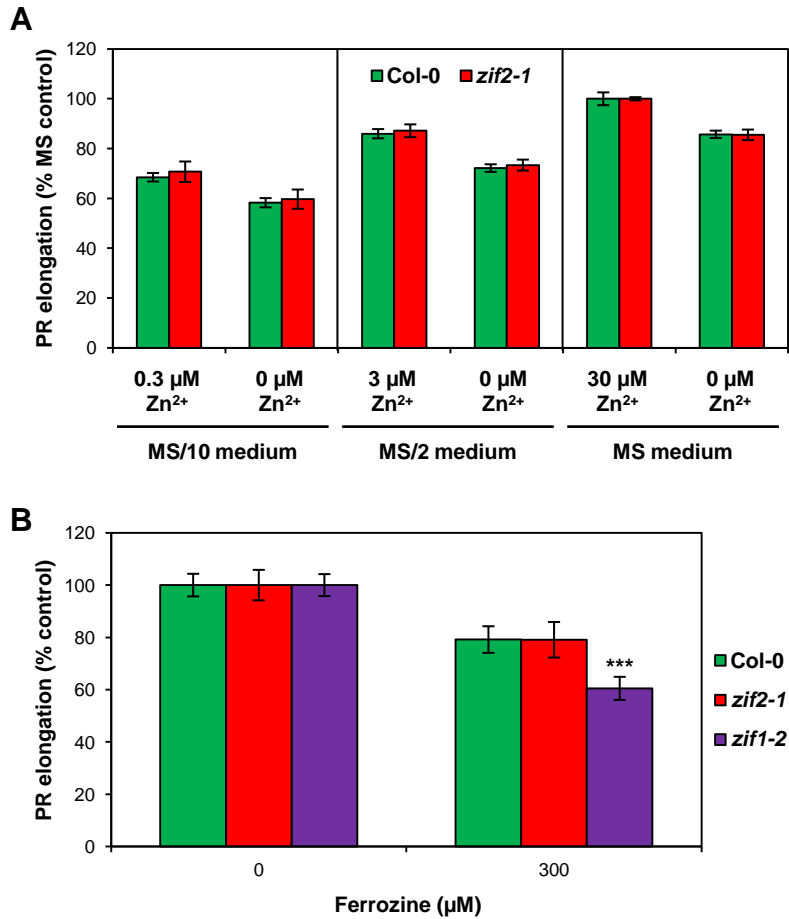 A
PR elongation (% MS control)
120
100
80
60
40
20
0
Col-0 zif2-1
0.3 µM 0 µM 3 µM 0 µM 30 µM 0 µM
Zn²⁺ Zn²⁺ Zn²⁺ Zn²⁺ Zn²⁺ Zn²⁺
MS/10 medium MS/2 medium MS medium
B
PR elongation (% control)
120
100
80
60
40
20
0
***
Col-0
zif2-1
zif1-2
0 300
Ferrozine (µM)